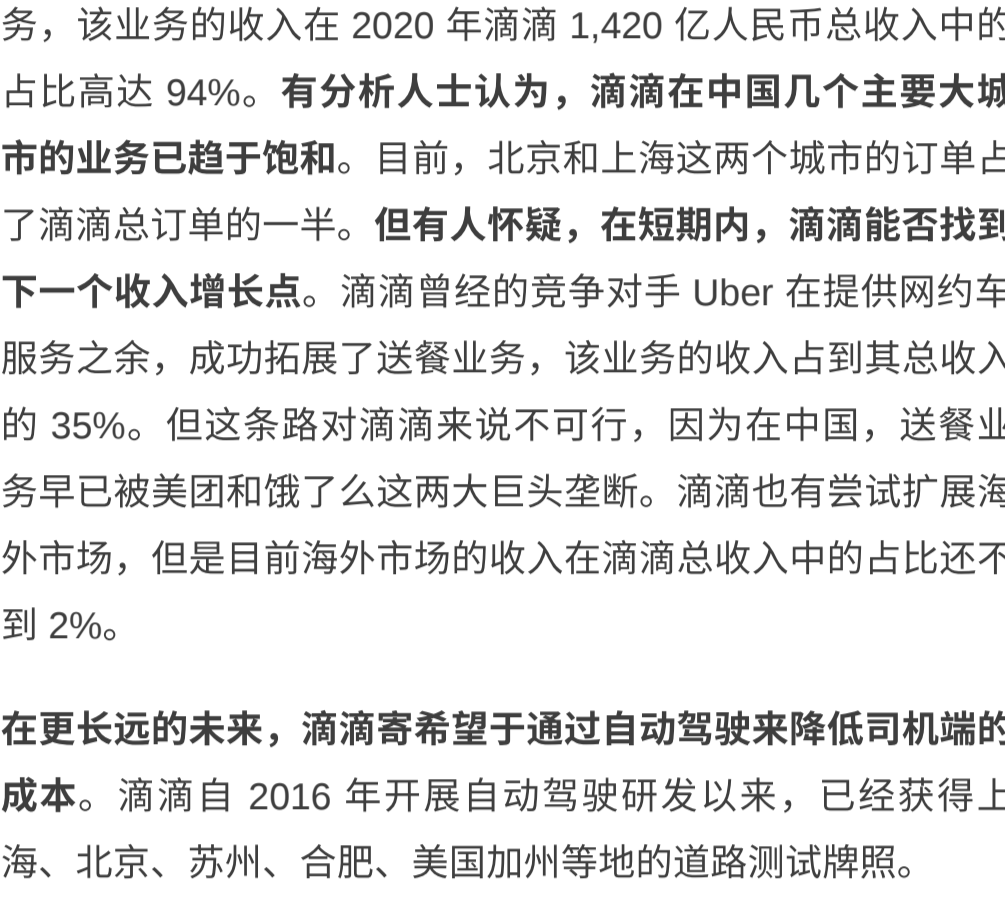 务，该业务的收入在 2020 年滴滴 1,420 亿人民币总收入中的
占比高达 94%。有分析人士认为，滴滴在中国几个主要大城
市的业务已趋于饱和。目前，北京和上海这两个城市的订单占
了滴滴总订单的一半。但有人怀疑，在短期内，滴滴能否找到
下一个收入增长点。滴滴曾经的竞争对手 Uber 在提供网约车
服务之余，成功拓展了送餐业务，该业务的收入占到其总收入
的 35%。但这条路对滴滴来说不可行，因为在中国，送餐业
务早已被美团和饿了么这两大巨头垄断。滴滴也有尝试扩展海
外市场，但是目前海外市场的收入在滴滴总收入中的占比还不
到 2%。
在更长远的未来，滴滴寄希望于通过自动驾驶来降低司机端的
成本。滴滴自 2016 年开展自动驾驶研发以来，已经获得上
海、北京、苏州、合肥、美国加州等地的道路测试牌照。